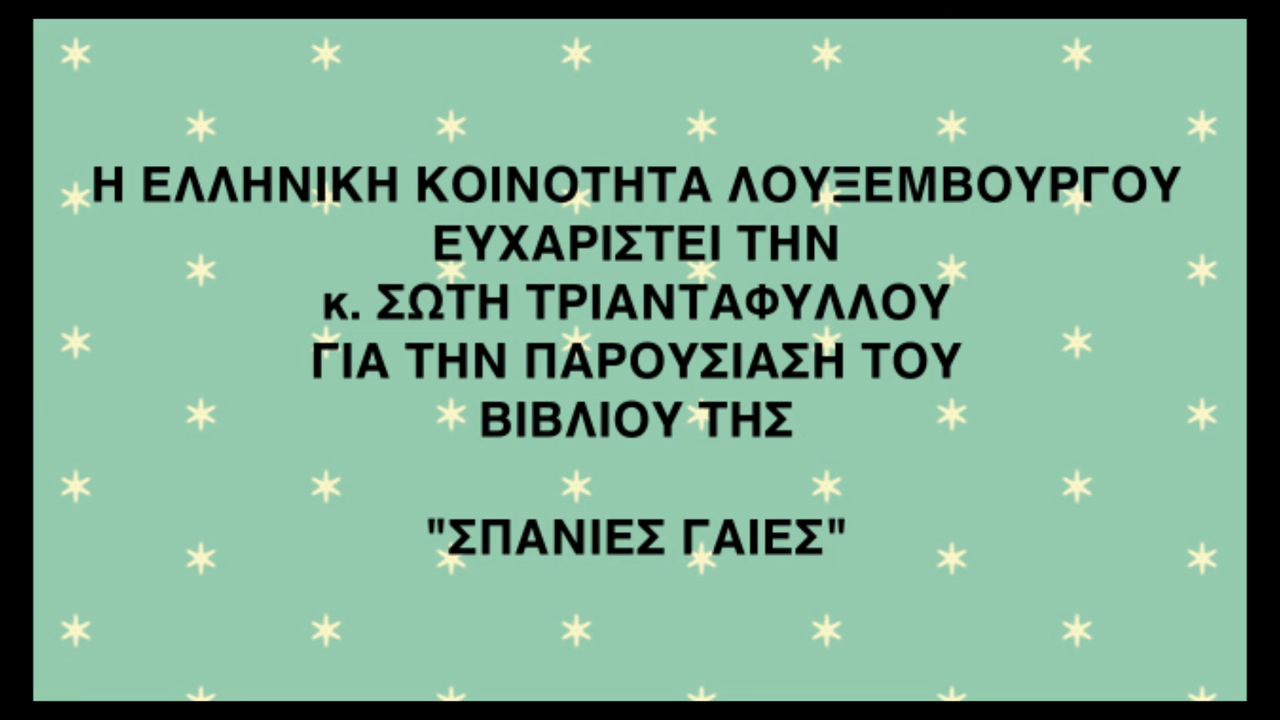 Η ΕΛΛΗΝΙΚΗ ΚΟΙΝΟΤΗΤΑ ΛΟΥΞΕΜΒΟΥΡΓΟΥ
ΕΥΧΑΡΙΣΤΕΙ ΤΗΝ
κ. ΣΩΤΗ ΤΡΙΑΝΤΑΦΥΛΛΟΥ
ΓΙΑ ΤΗΝ ΠΑΡΟΥΣΙΑΣΗ ΤΟΥ
ΒΙΒΛΙΟΥ ΤΗΣ
"ΣΠΑΝΙΕΣ ΓΑΙΕΣ"